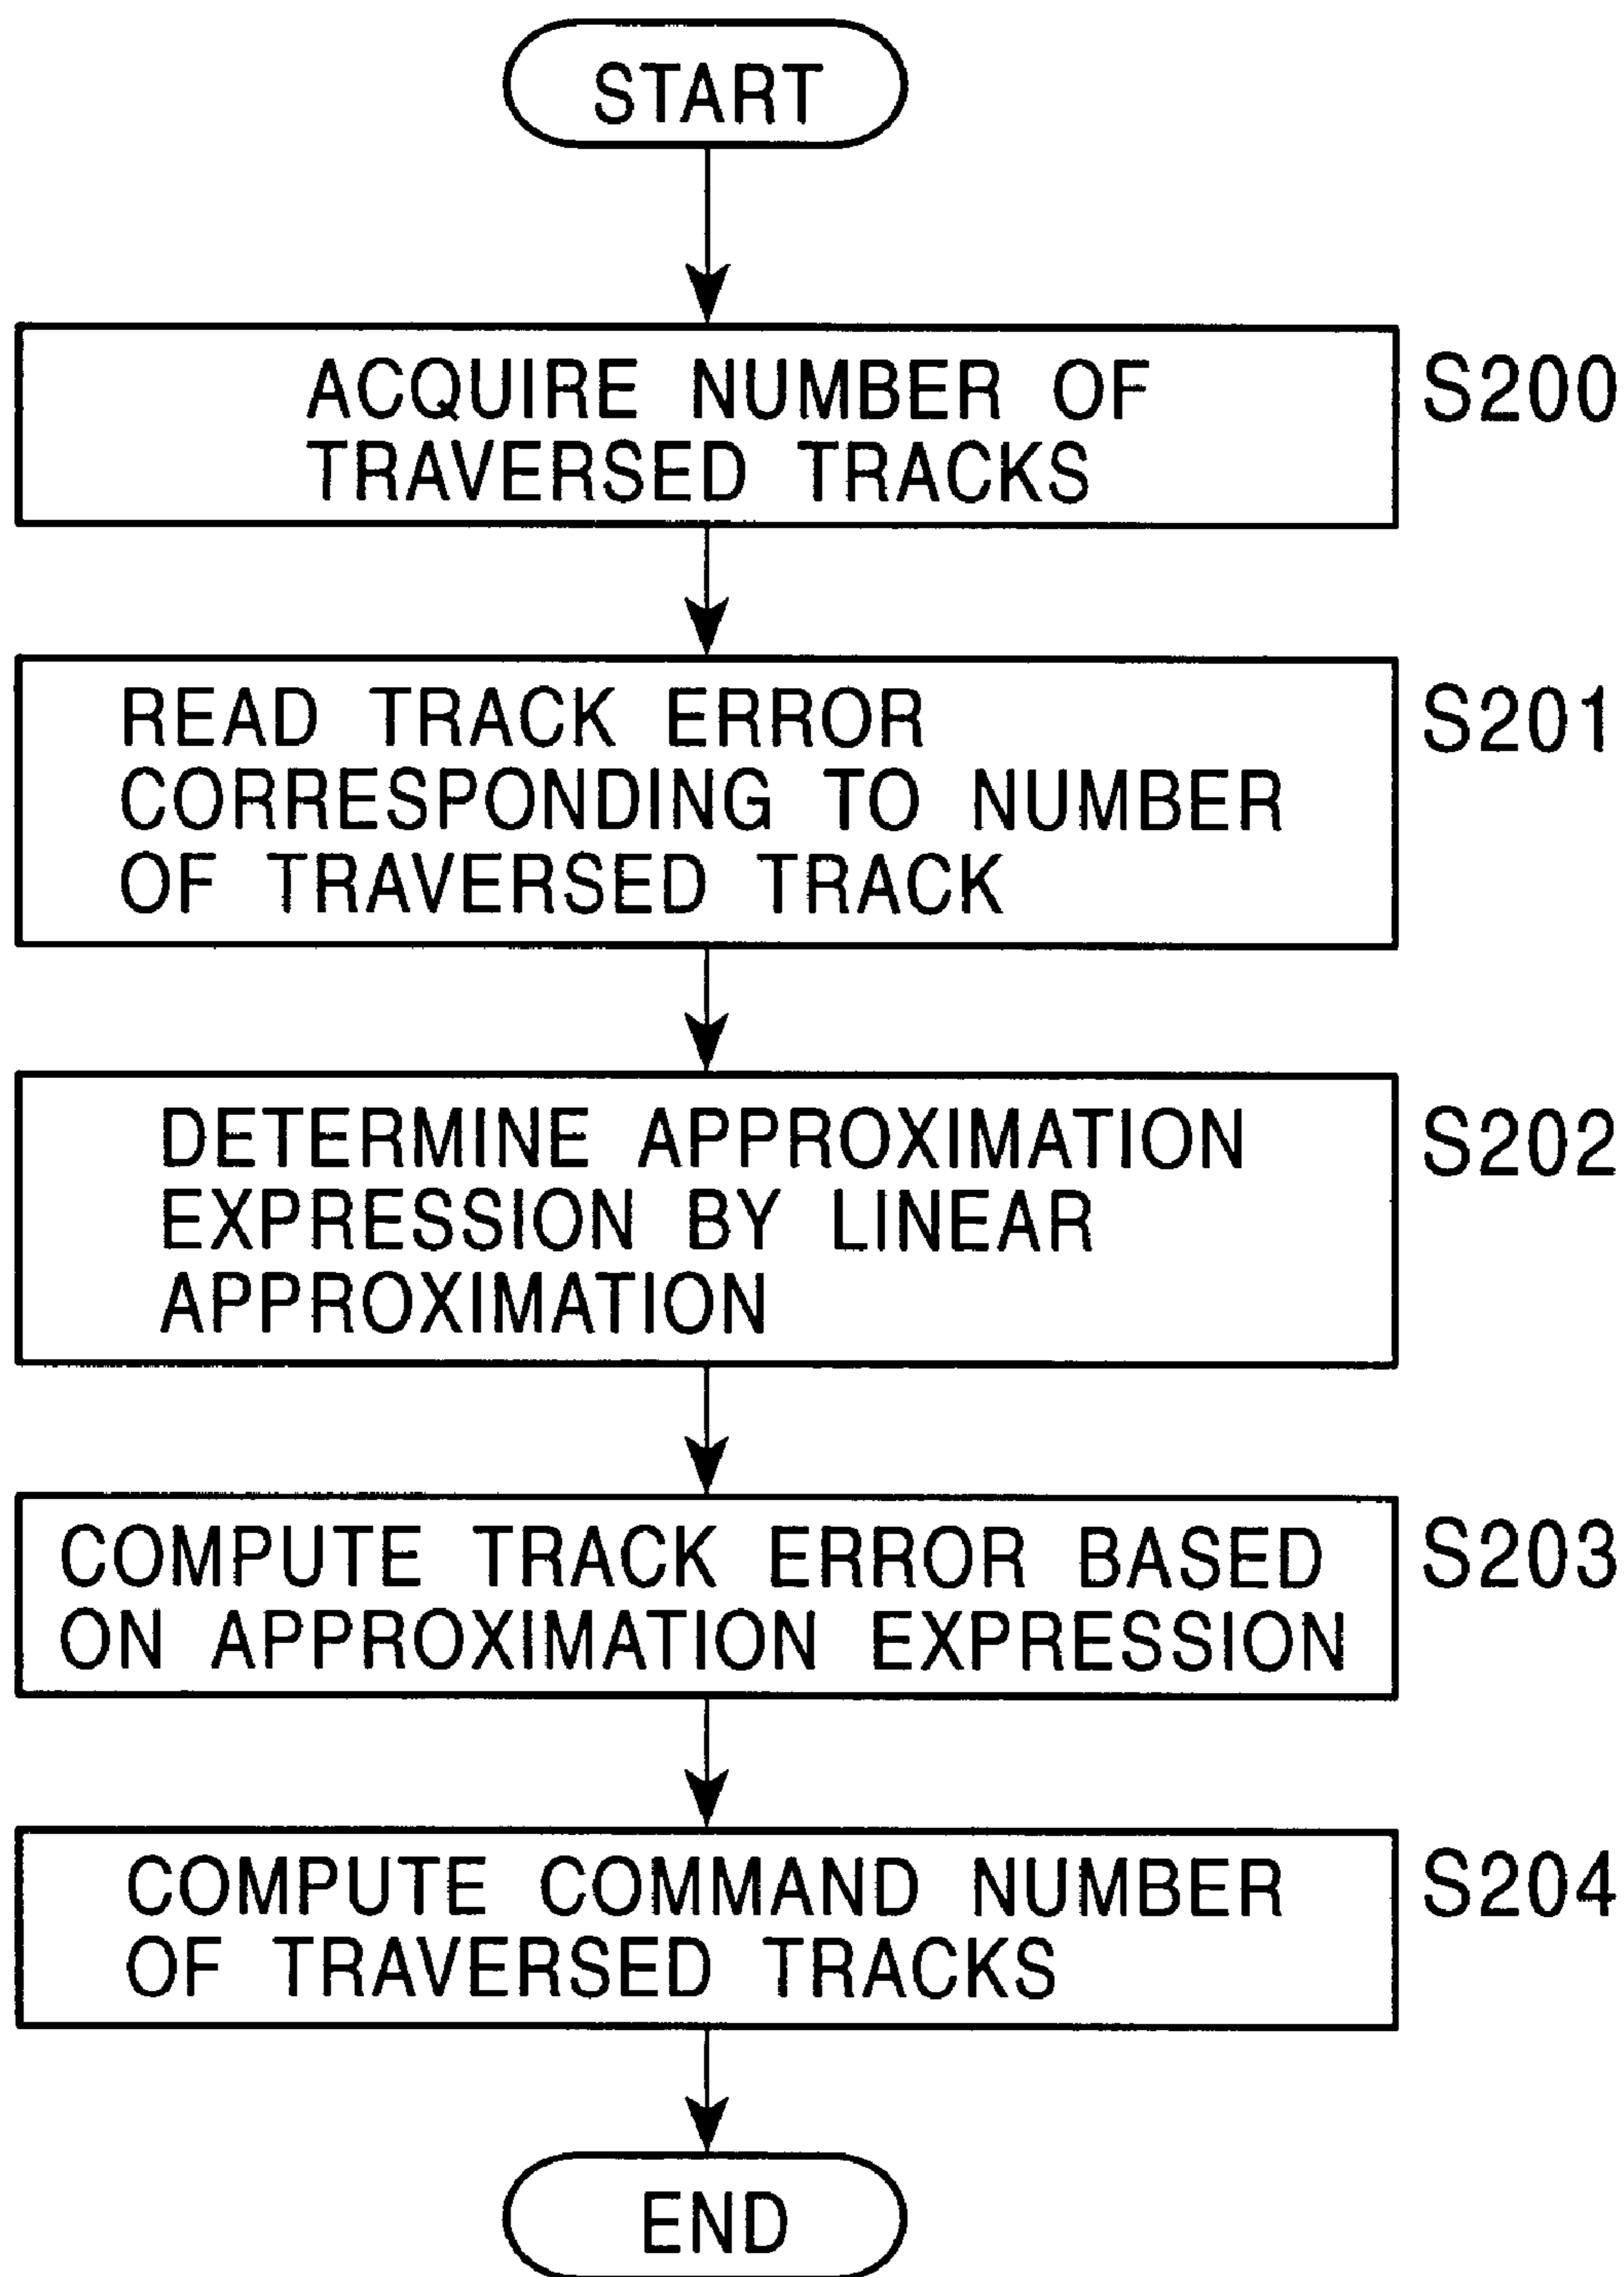 START
ACQUIRE NUMBER OF
TRAVERSED TRACKS
S200
READ TRACK ERROR
CORRESPONDING TO NUMBER
OF TRAVERSED TRACK
S201
DETERMINE APPROXIMATION
EXPRESSION BY LINEAR
APPROXIMATION
S202
COMPUTE TRACK ERROR BASED
ON APPROXIMATION EXPRESSION
S203
COMPUTE COMMAND NUMBER
OF TRAVERSED TRACKS
S204
END